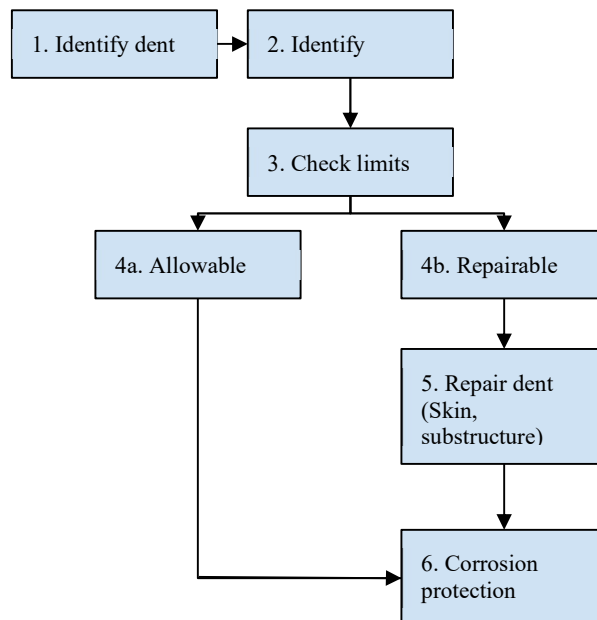 1. Identify dent
2. Identify
3. Check limits
4a. Allowable
4b. Repairable
5. Repair dent
(Skin,
substructure)
6. Corrosion
protection